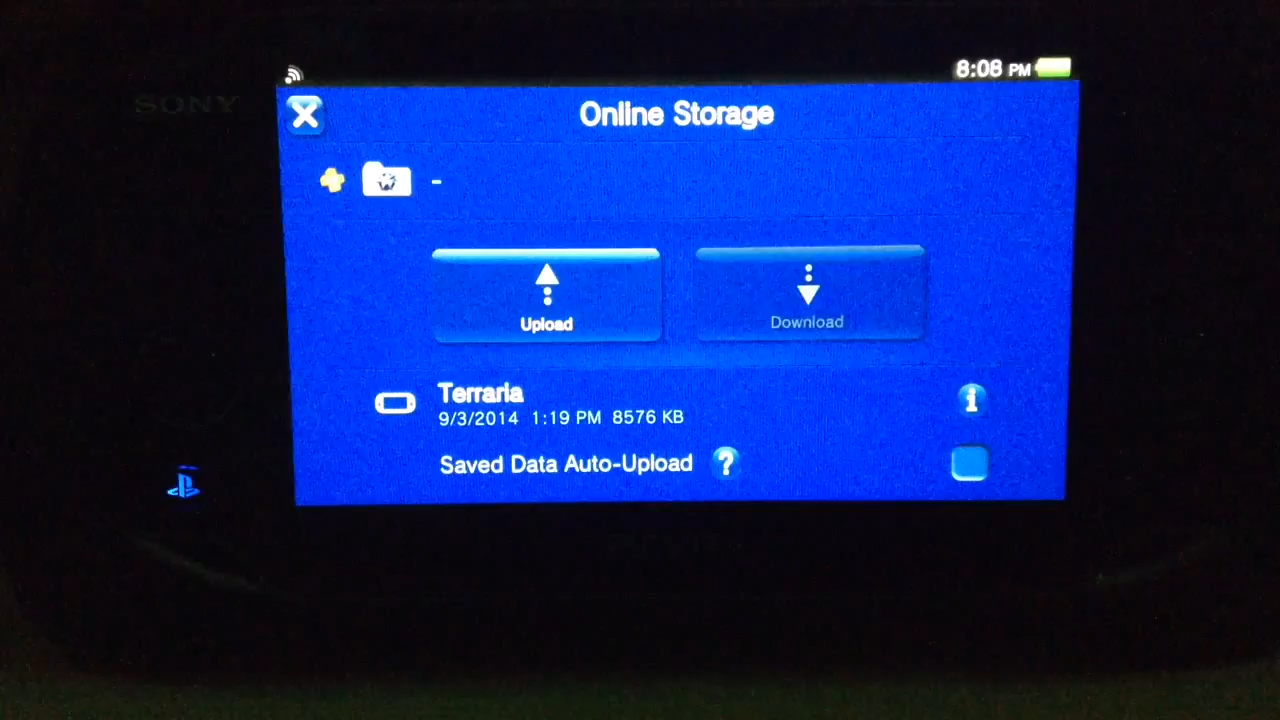 8:08 PM
SONY
Online Storage
-
Upload
Download
Terraria
9/3/2014 1:19 PM 8576 KB
Saved Data Auto-Upload ?